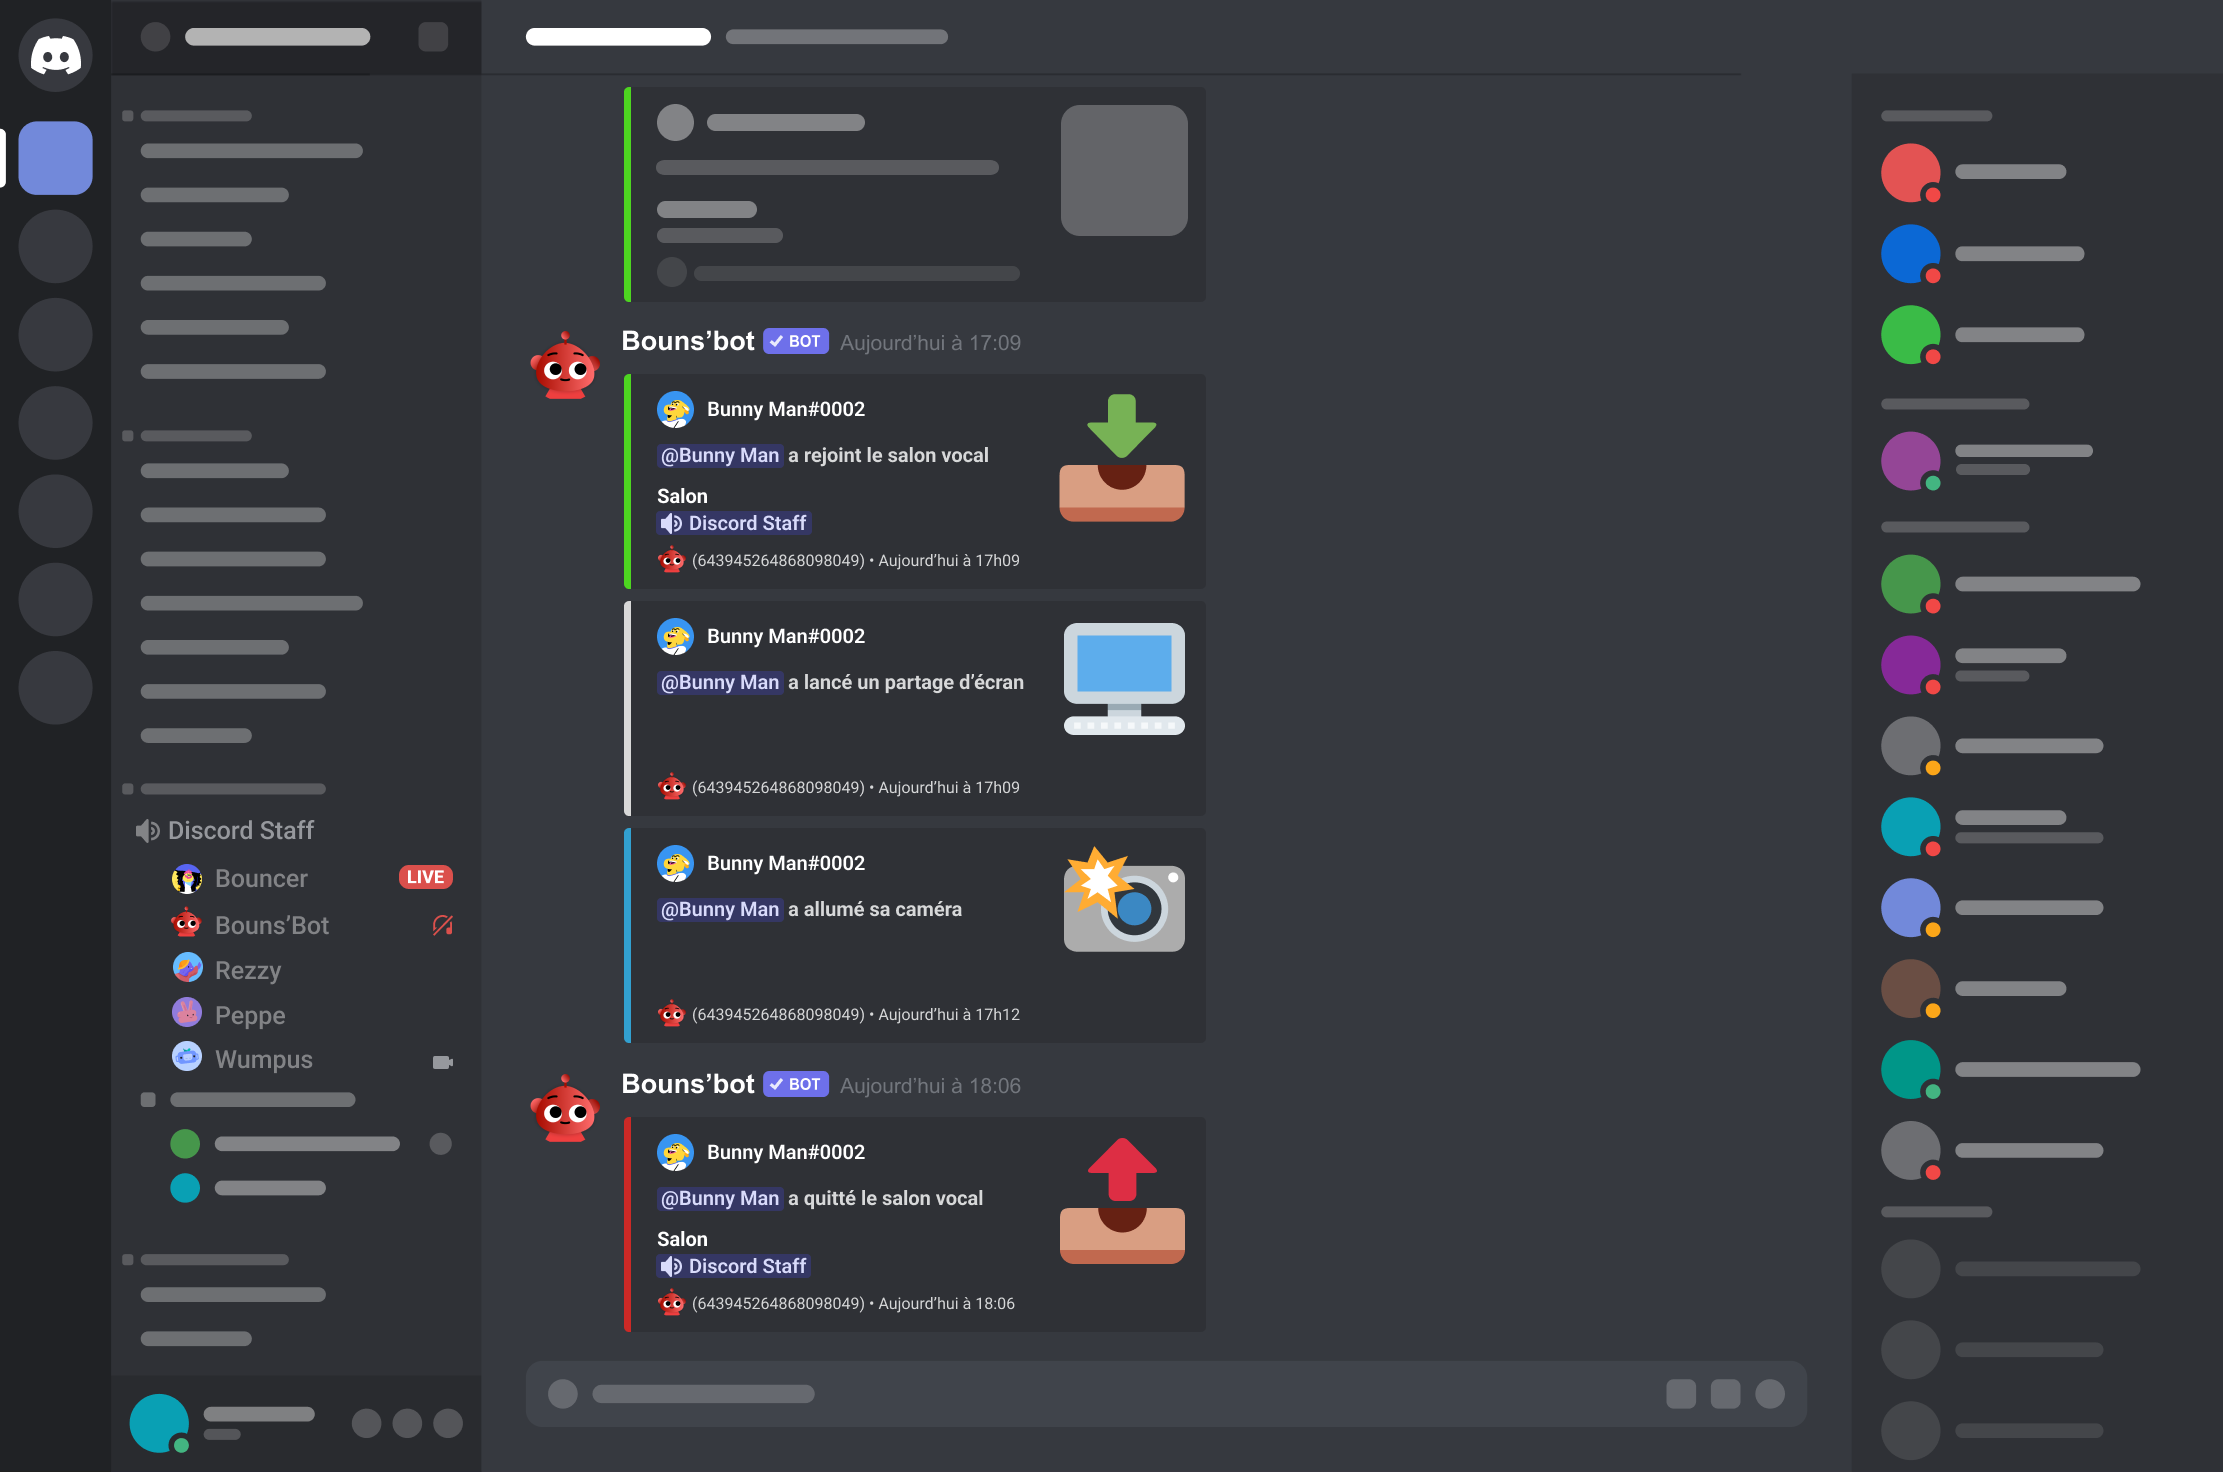 Discord Staff
Bouncer LIVE
Bouns’Bot
Rezzy
Peppe
Wumpus
Bouns’bot BOT Aujourd’hui à 17:09
Bunny Man#0002
@Bunny Man a rejoint le salon vocal
Salon
Discord Staff
(643945264868098049) • Aujourd’hui à 17h09
Bunny Man#0002
@Bunny Man a lancé un partage d’écran
(643945264868098049) • Aujourd’hui à 17h09
Bunny Man#0002
@Bunny Man a allumé sa caméra
(643945264868098049) • Aujourd’hui à 17h12
Bouns’bot BOT Aujourd’hui à 18:06
Bunny Man#0002
@Bunny Man a quitté le salon vocal
Salon
Discord Staff
(643945264868098049) • Aujourd’hui à 18:06